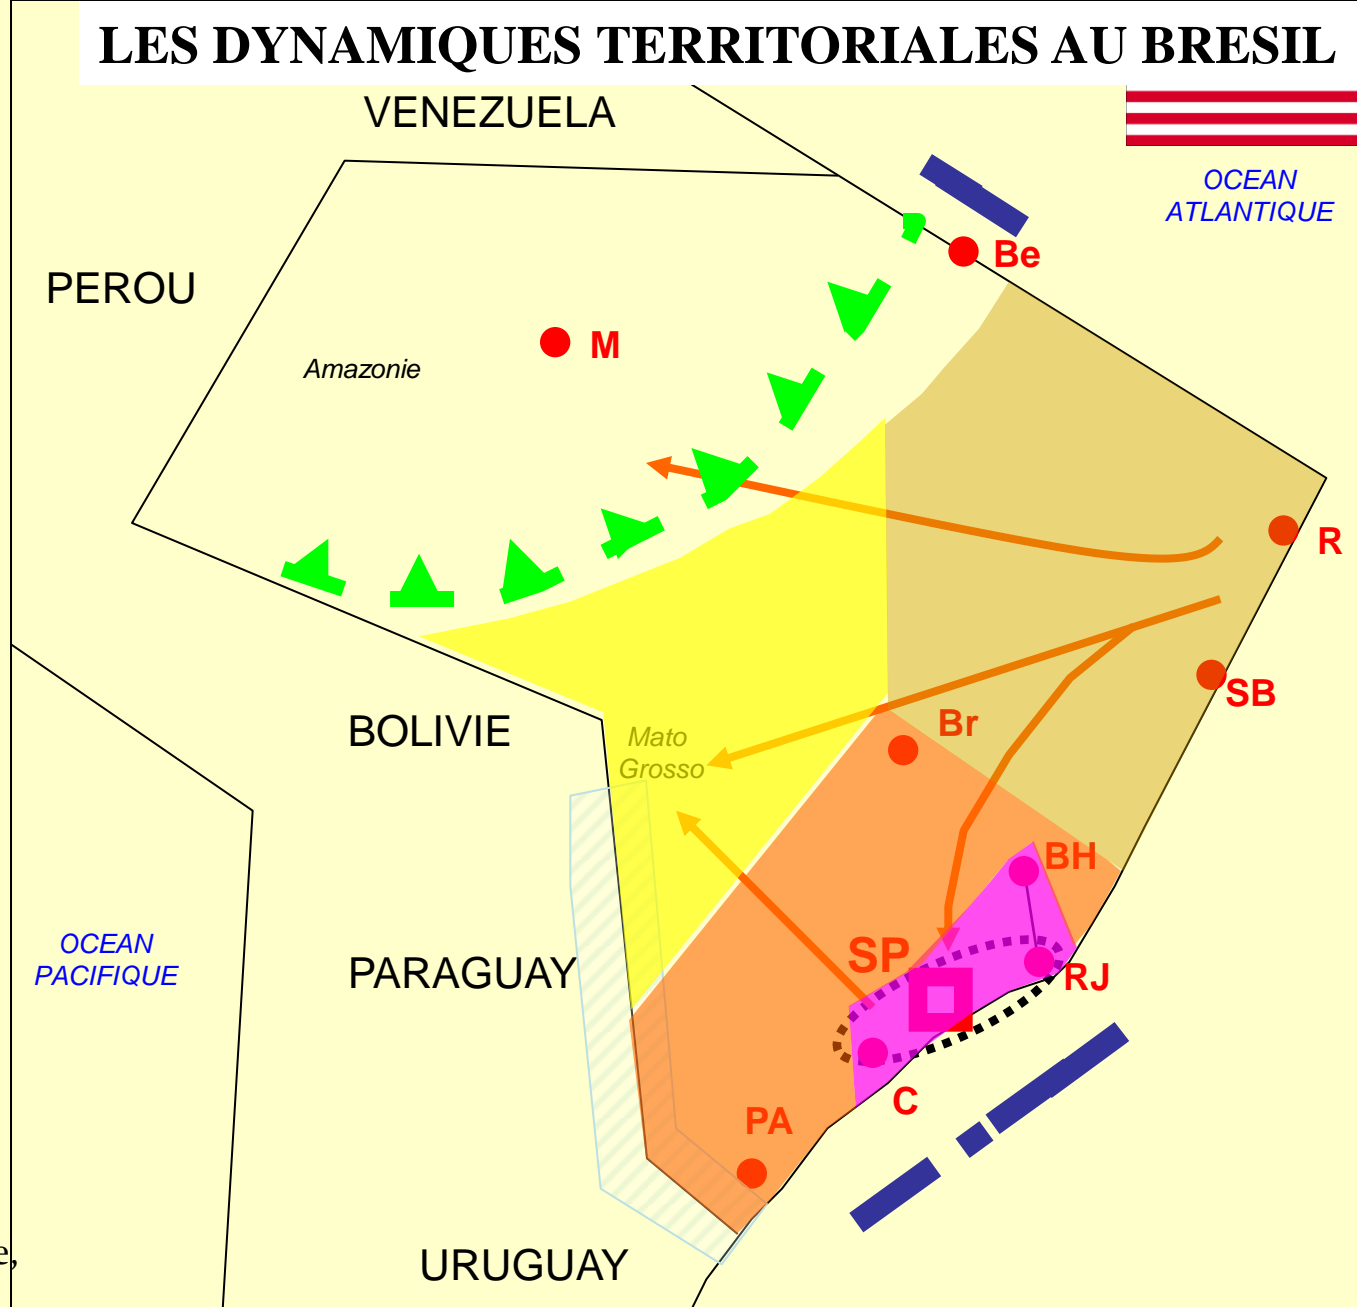 LES DYNAMIQUES TERRITORIALES AU BRESIL
VENEZUELA
OCEAN
ATLANTIQUE
Be
PEROU
M
Amazonie
R
SB
BOLIVIE
Br
Mato
Grosso
BH
OCEAN
PACIFIQUE
PARAGUAY
SP
RJ
C
PA
URUGUAY
e,